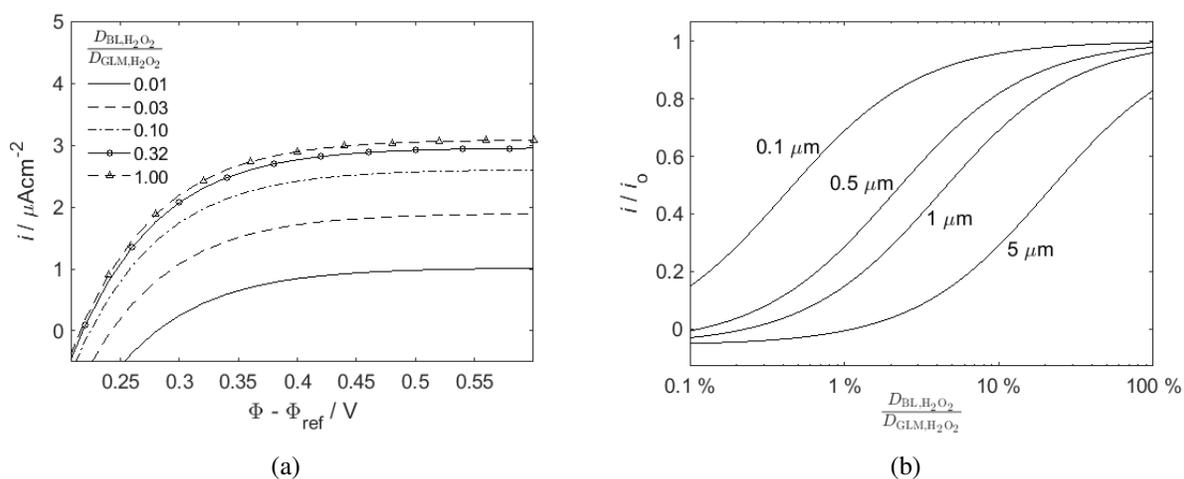 5
4
3
2
1
0
i / μAcm-2
D_BL,H2O2
D_GLM,H2O2
0.01
0.03
0.10
0.32
1.00
0.25 0.3 0.35 0.4 0.45 0.5 0.55
Φ - Φref / V
(a)
1
0.8
0.6
0.4
0.2
0
i / io
0.1 μm
0.5 μm
1 μm
5 μm
0.1 % 1 % 10 % 100 %
D_BL,H2O2
D_GLM,H2O2
(b)